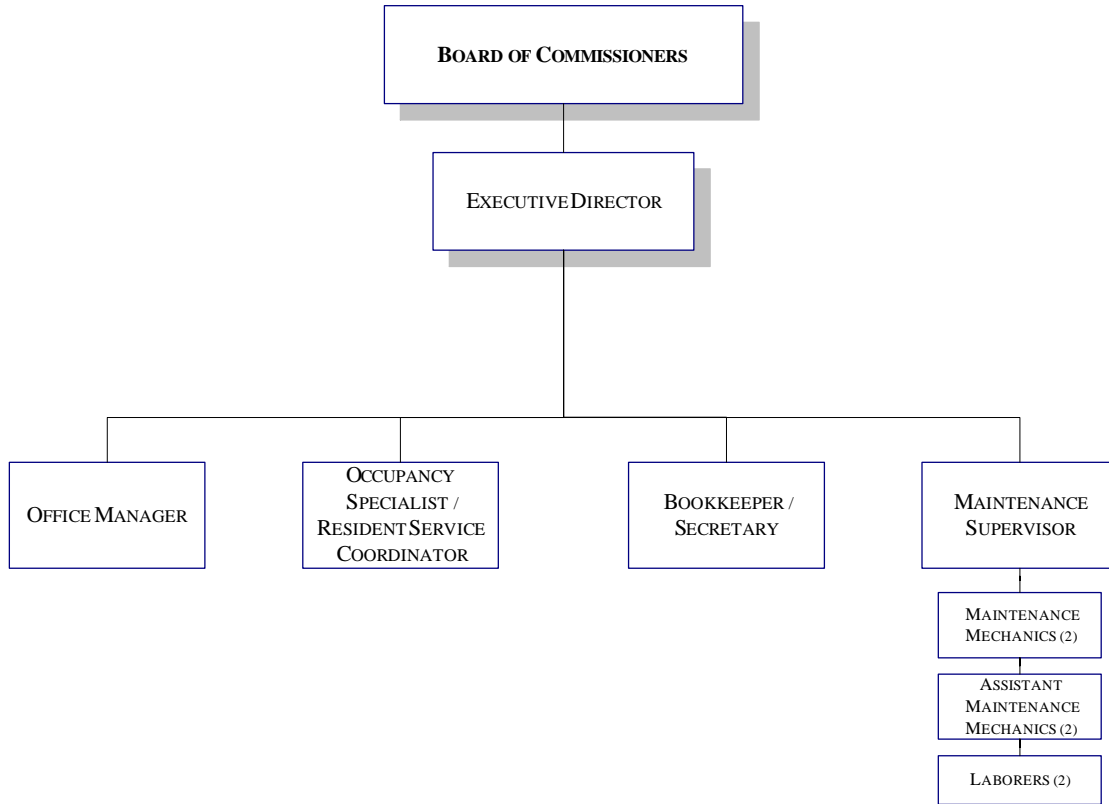 BOARD OF COMMISSIONERS
EXECUTIVE DIRECTOR
OFFICE MANAGER
OCCUPANCY
SPECIALIST /
RESIDENT SERVICE
COORDINATOR
BOOKKEEPER /
SECRETARY
MAINTENANCE
SUPERVISOR
MAINTENANCE
MECHANICS (2)
ASSISTANT
MAINTENANCE
MECHANICS (2)
LABORERS (2)